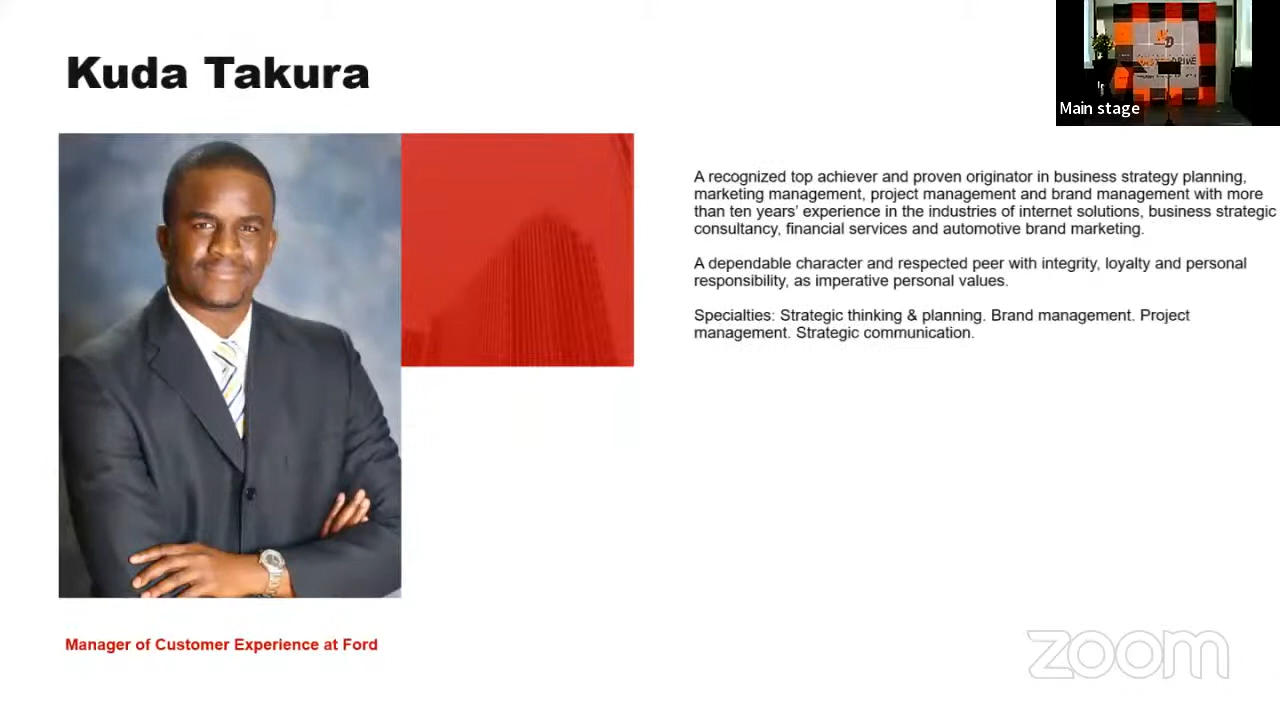 Kuda Takura
Main stage
A recognized top achiever and proven originator in business strategy planning,
marketing management, project management and brand management with more
than ten years’ experience in the industries of internet solutions, business strategic
consultancy, financial services and automotive brand marketing.
A dependable character and respected peer with integrity, loyalty and personal
responsibility, as imperative personal values.
Specialties: Strategic thinking & planning. Brand management. Project
management. Strategic communication.
Manager of Customer Experience at Ford
zoom